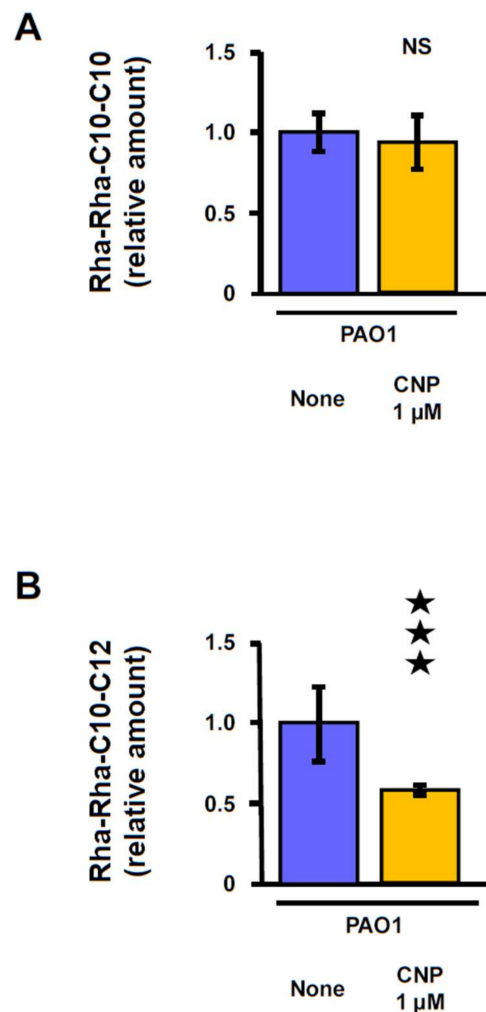 A
Rha-Rha-C10-C10
(relative amount)
NS
1.5
1.0
0.5
0
PAO1
None
CNP
1 µM
B
Rha-Rha-C10-C12
(relative amount)
★
★
★
1.5
1.0
0.5
0
PAO1
None
CNP
1 µM